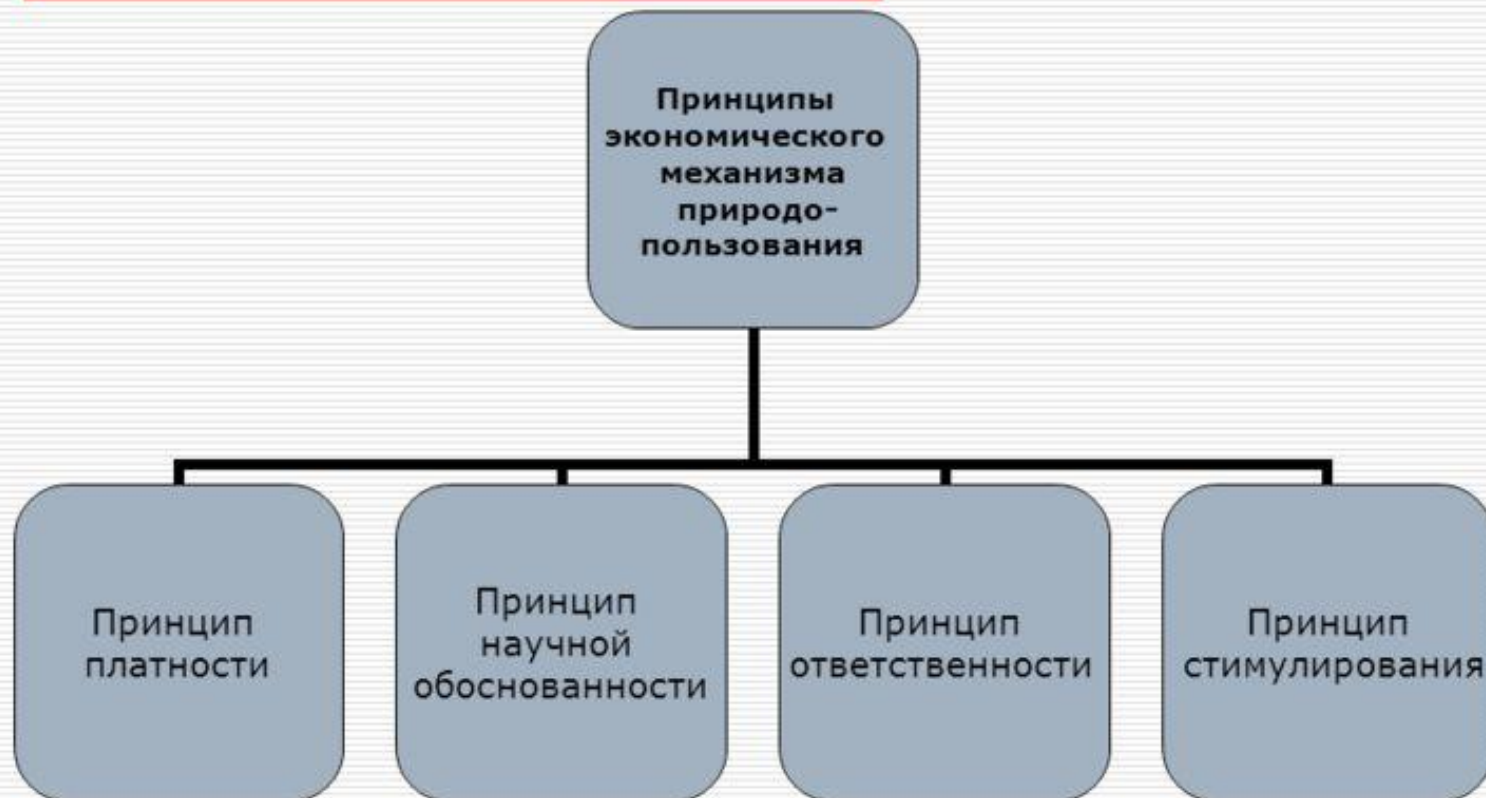 Принципы
экономического
механизма
природо-
пользования
Принцип
платности
Принцип
научной
обоснованности
Принцип
ответственности
Принцип
стимулирования